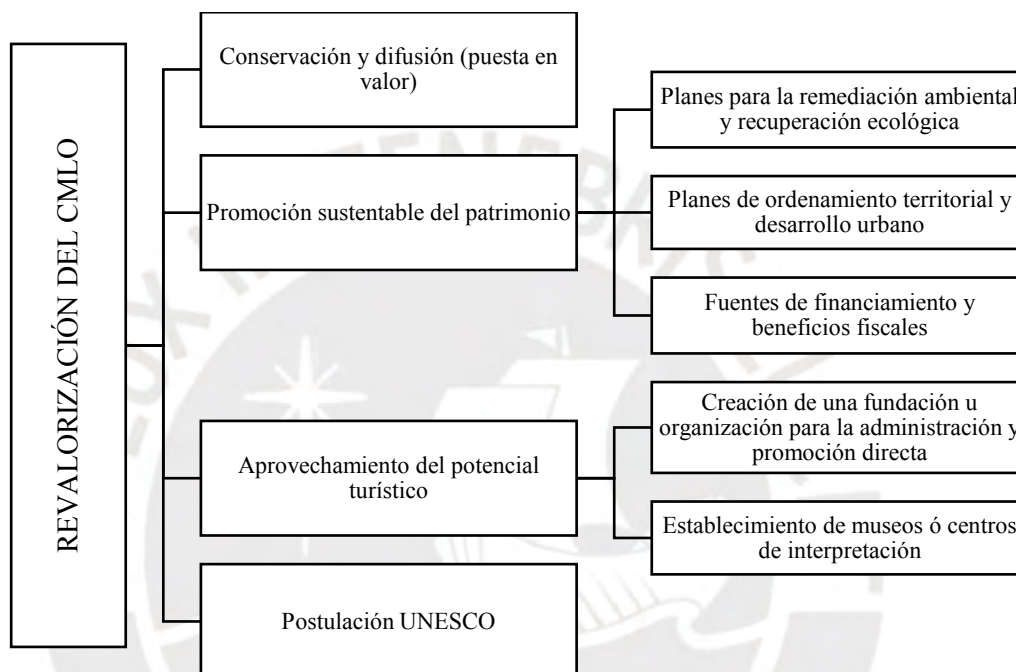 REVALORIZACIÓN DEL CMLO
Conservación y difusión (puesta en
valor)
Promoción sustentable del patrimonio
Planes para la remediación ambiental
y recuperación ecológica
Planes de ordenamiento territorial y
desarrollo urbano
Fuentes de financiamiento y
beneficios fiscales
Aprovechamiento del potencial
turístico
Creación de una fundación u
organización para la administración y
promoción directa
Establecimiento de museos ó centros
de interpretación
Postulación UNESCO